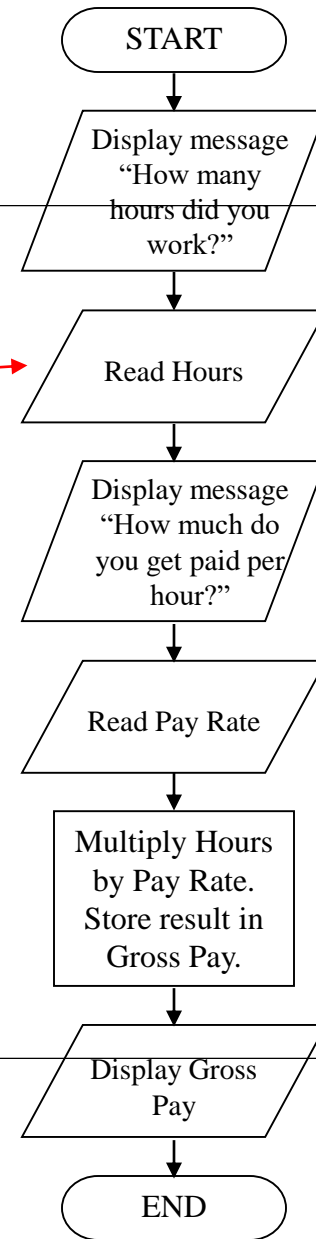 START
Display message
“How many
hours did you
work?”
Read Hours
Display message
“How much do
you get paid per
hour?”
Read Pay Rate
Multiply Hours
by Pay Rate.
Store result in
Gross Pay.
Display Gross
Pay
END